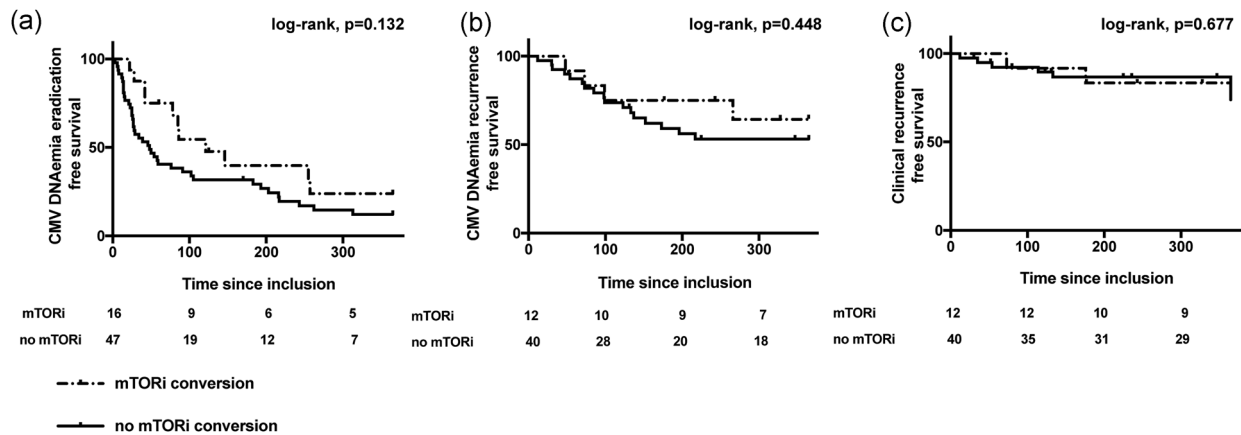 (a)
log-rank, p=0.132
CMV DNAemia eradication
free survival
100
50
0
0 100 200 300
Time since inclusion
mTORi 16 9 6 5
no mTORi 47 19 12 7
(b)
log-rank, p=0.448
CMV DNAemia recurrence
free survival
100
50
0
0 100 200 300
Time since inclusion
mTORi 12 10 9 7
no mTORi 40 28 20 18
(c)
log-rank, p=0.677
Clinical recurrence
free survival
100
50
0
0 100 200 300
Time since inclusion
mTORi 12 12 10 9
no mTORi 40 35 31 29
mTORi conversion
no mTORi conversion